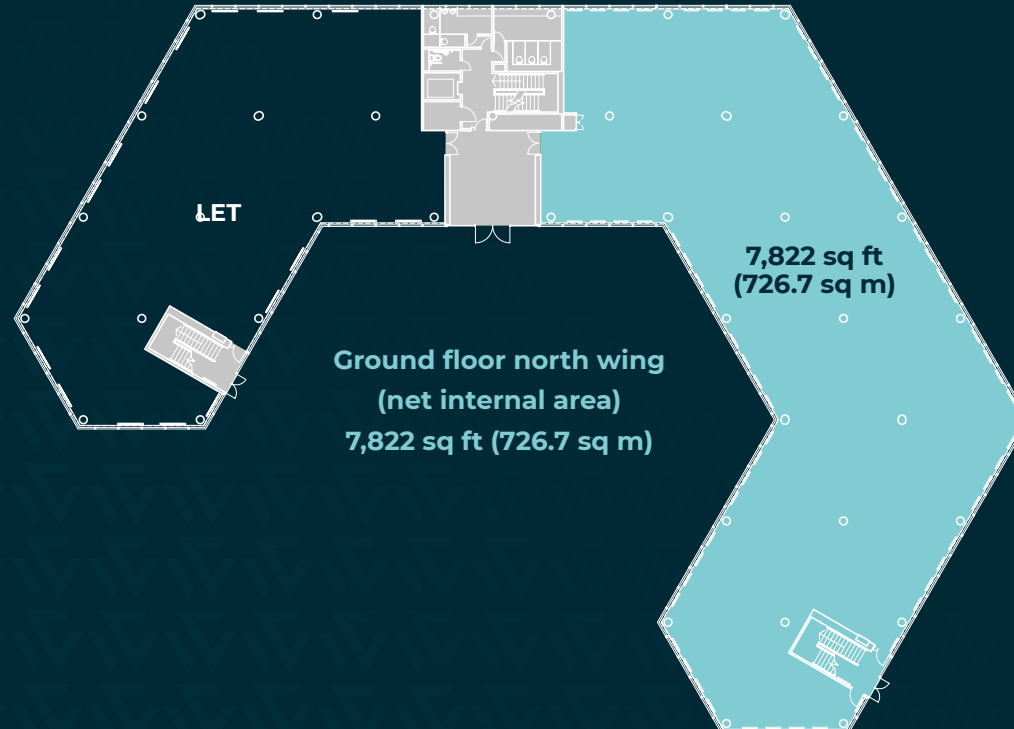 LET
7,822 sq ft
(726.7 sq m)
Ground floor north wing
(net internal area)
7,822 sq ft (726.7 sq m)